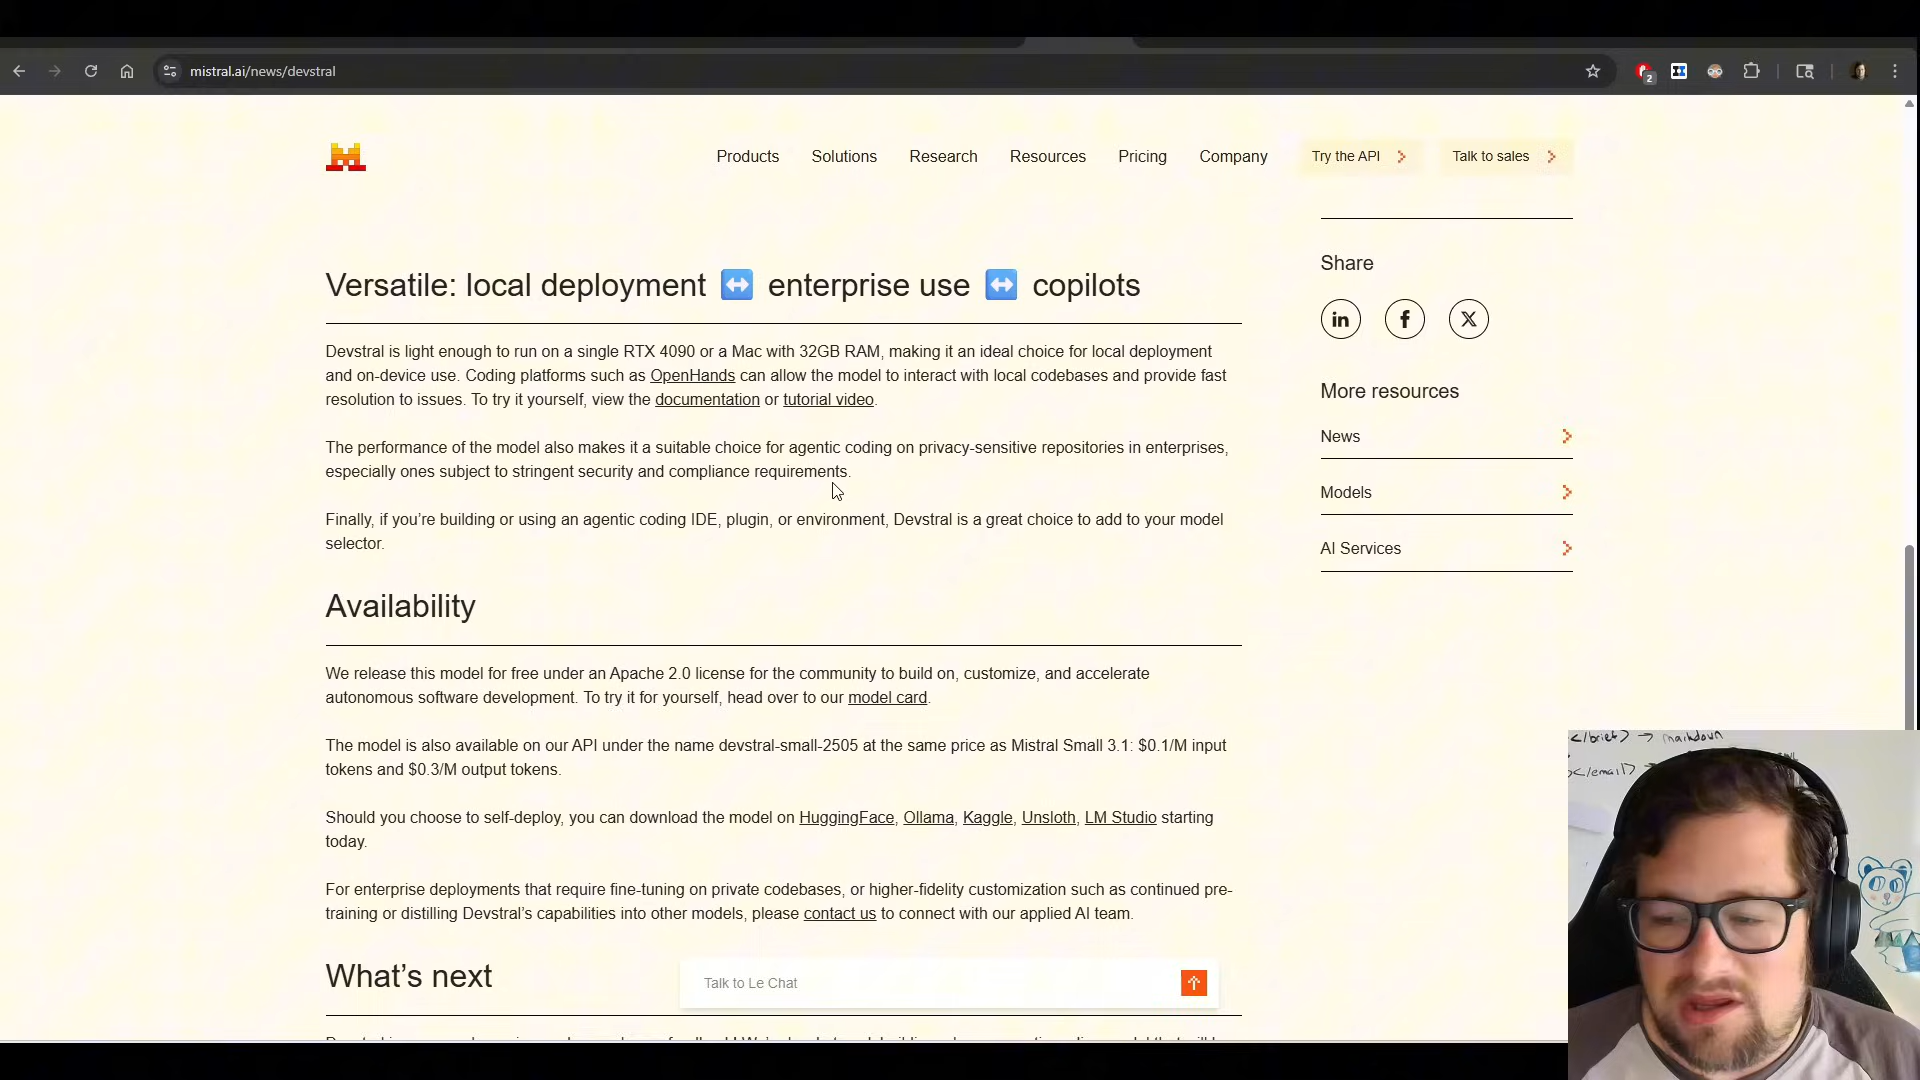 mistral.ai/news/devstral
2
Products Solutions Research Resources Pricing Company Try the API Talk to sales
Versatile: local deployment ↔️ enterprise use ↔️ copilots
Devstral is light enough to run on a single RTX 4090 or a Mac with 32GB RAM, making it an ideal choice for local deployment
and on-device use. Coding platforms such as OpenHands can allow the model to interact with local codebases and provide fast
resolution to issues. To try it yourself, view the documentation or tutorial video.
The performance of the model also makes it a suitable choice for agentic coding on privacy-sensitive repositories in enterprises,
especially ones subject to stringent security and compliance requirements.
Finally, if you’re building or using an agentic coding IDE, plugin, or environment, Devstral is a great choice to add to your model
selector.
Availability
We release this model for free under an Apache 2.0 license for the community to build on, customize, and accelerate
autonomous software development. To try it for yourself, head over to our model card.
The model is also available on our API under the name devstral-small-2505 at the same price as Mistral Small 3.1: $0.1/M input
tokens and $0.3/M output tokens.
Should you choose to self-deploy, you can download the model on HuggingFace, Ollama, Kaggle, Unsloth, LM Studio starting
today.
For enterprise deployments that require fine-tuning on private codebases, or higher-fidelity customization such as continued pre-
training or distilling Devstral’s capabilities into other models, please contact us to connect with our applied AI team.
What’s next
Talk to Le Chat
Share
in f X
More resources
News
Models
AI Services
</brief> → markdown
</email> →